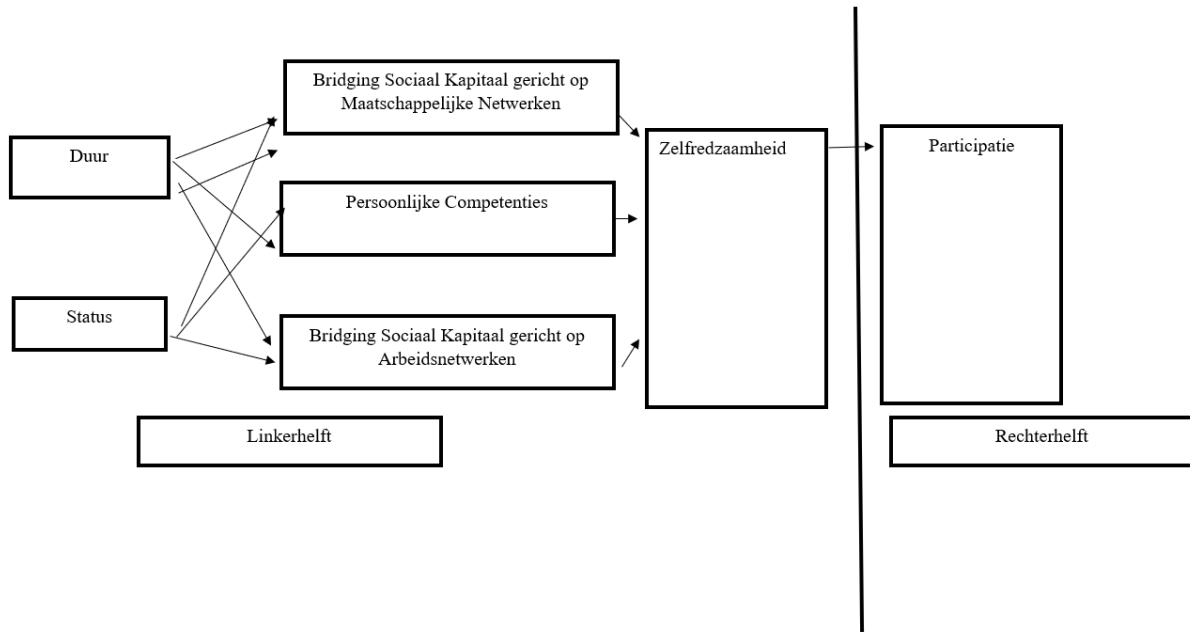 Bridging Sociaal Kapitaal gericht op
Maatschappelijke Netwerken
Duur
Zelfredzaamheid
Participatie
Persoonlijke Competenties
Status
Bridging Sociaal Kapitaal gericht op
Arbeidsnetwerken
Linkerhelft
Rechterhelft